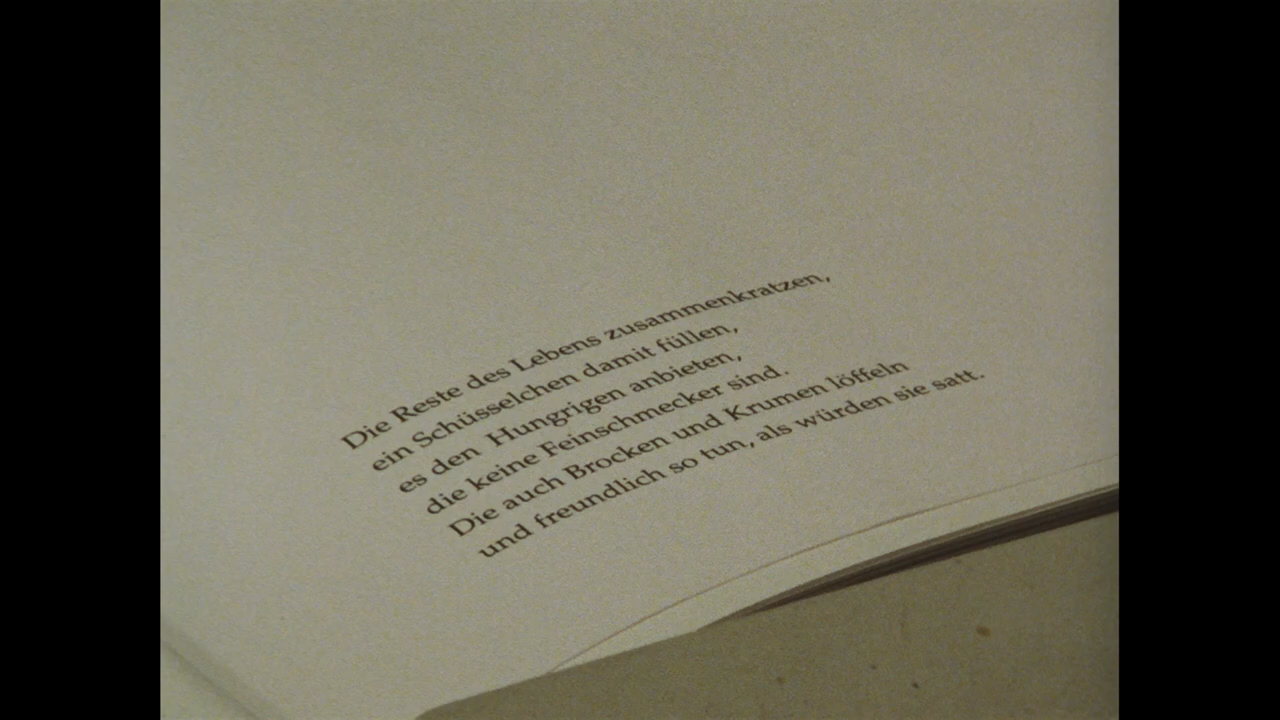 Die Reste des Lebens zusammenkratzen,
ein Schüsselchen damit füllen,
es den Hungrigen anbieten,
die keine Feinschmecker sind.
Die auch Brocken und Krumen löffeln
und freundlich so tun, als würden sie satt.